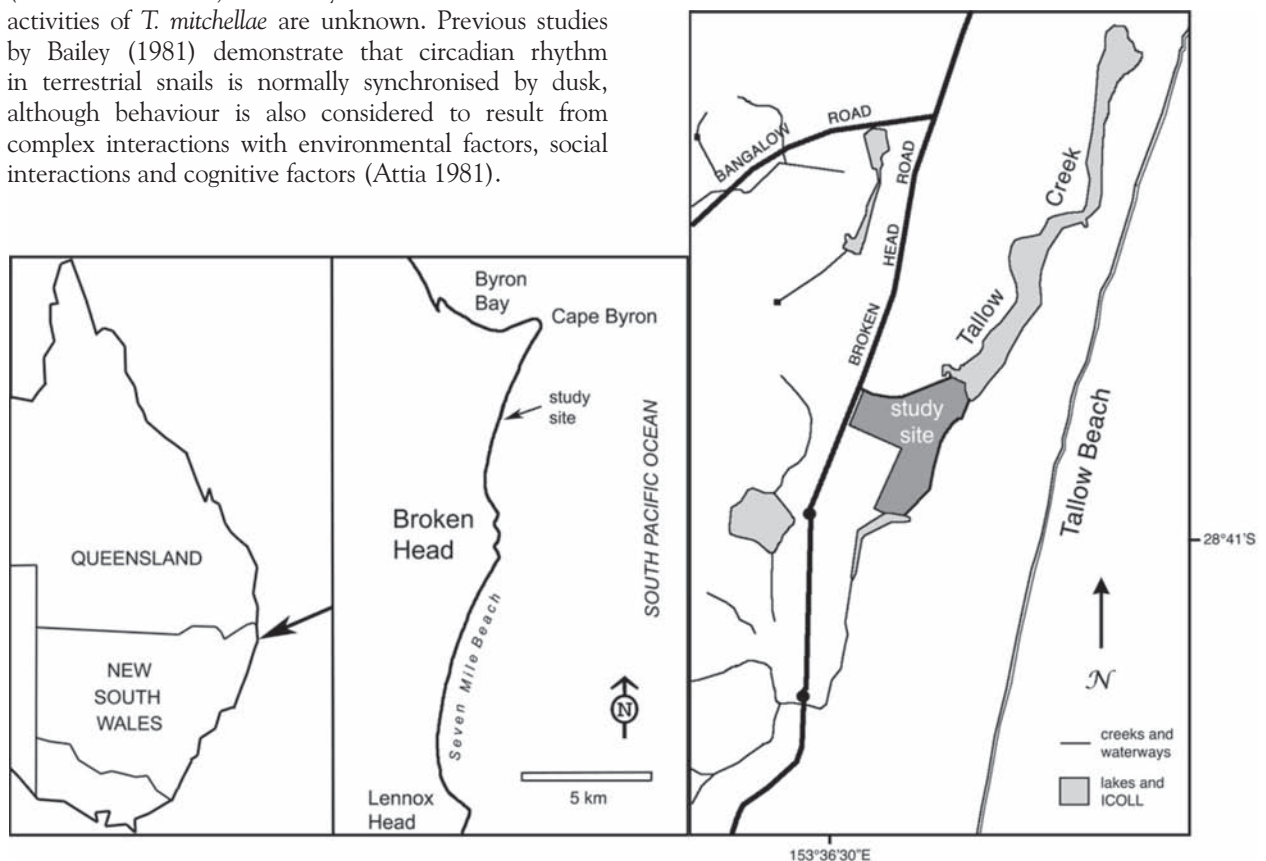 activities of T. mitchellae are unknown. Previous studies
by Bailey (1981) demonstrate that circadian rhythm
in terrestrial snails is normally synchronised by dusk,
although behaviour is also considered to result from
complex interactions with environmental factors, social
interactions and cognitive factors (Attia 1981).
QUEENSLAND
NEW
SOUTH
WALES
Byron
Bay
Cape Byron
study
site
SOUTH PACIFIC OCEAN
Broken
Head
Seven Mile Beach
N
5 km
Lennox
Head
BANGALOW ROAD
BROKEN HEAD ROAD
Tallow Creek
study
site
Tallow Beach
28°41'S
N
creeks and
waterways
lakes and
ICOLL
153°36'30"E